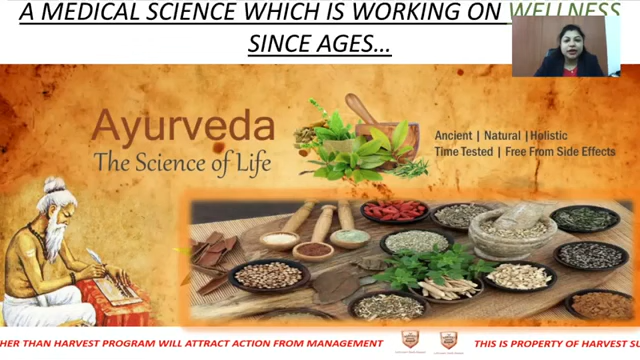 A MEDICAL SCIENCE WHICH IS WORKING ON WELLNESS
SINCE AGES...
Ayurveda
The Science of Life
Ancient | Natural |Holistic
Time Tested | Free From Side Effects
HER THAN HARVEST PROGRAM WILL ATTRACT ACTION FROM MANAGEMENT
THIS IS PROPERTY OF HARVEST SU